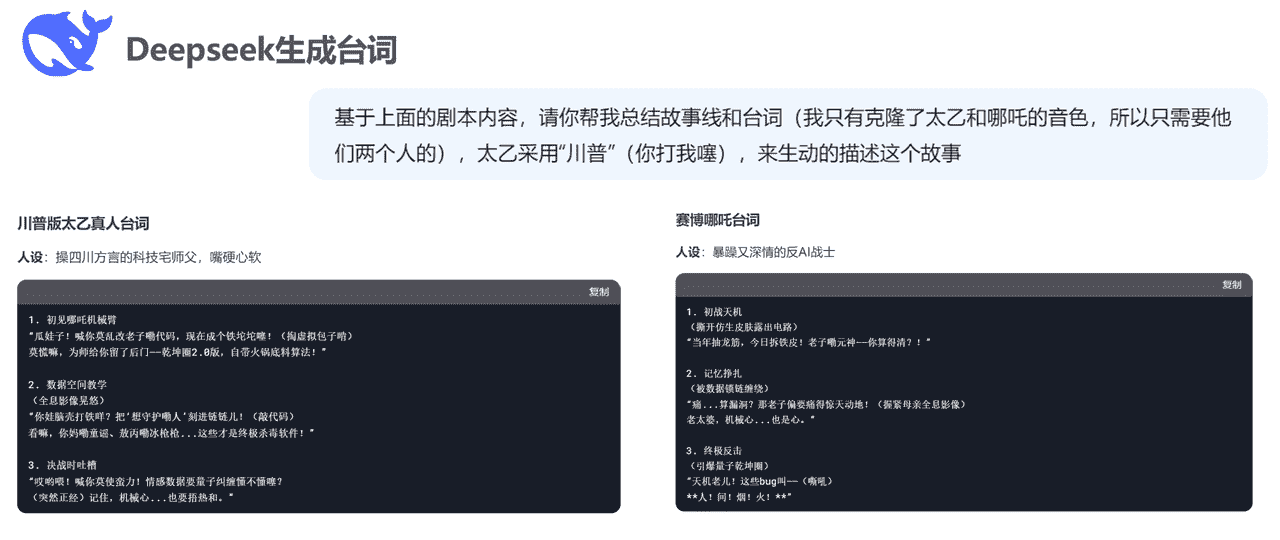 Deepseek生成台词
基于上面的剧本内容，请你帮我总结故事线和台词（我只有克隆了太乙和哪吒的音色，所以只需要他
们两个人的），太乙采用“川普”（你打我噻），来生动的描述这个故事
川普版太乙真人台词
人设：操四川方言的科技宅师父，嘴硬心软
复制
1. 初见哪吒机械臂
“瓜娃子！喊你莫乱改老子嘞代码，现在成个铁坨坨噻！（掏虚拟包子啃）
莫慌嘛，为师给你留了后门——乾坤圈2.0版，自带火锅底料算法！”
2. 数据空间教学
（全息影像晃悠）
“你娃脑壳打铁咩？把‘想守护嘞人’刻进链链儿！（敲代码）
看嘛，你妈嘞童谣、敖丙嘞冰枪枪...这些才是终极杀毒软件！”
3. 决战时吐槽
“哎哟喂！喊你莫使蛮力！情感数据要量子纠缠懂不懂噻？
（突然正经）记住，机械心...也要捂热和。”
赛博哪吒台词
人设：暴躁又深情的反AI战士
复制
1. 初战天机
（撕开仿生皮肤露出电路）
“当年抽龙筋，今日拆铁皮！老子嘞元神——你算得清？！”
2. 记忆挣扎
（被数据锁链缠绕）
“痛...算漏洞？那老子偏要痛得惊天动地！（握紧母亲全息影像）
老太婆，机械心...也是心。”
3. 终极反击
（引爆量子乾坤圈）
“天机老儿！这些bug叫——（嘶吼）
**人！间！烟！火！**”